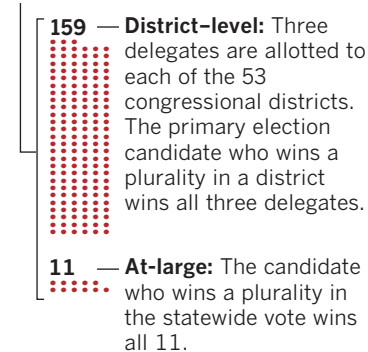 159 — District–level: Three
delegates are allotted to
each of the 53
congressional districts.
The primary election
candidate who wins a
plurality in a district
wins all three delegates.
11 — At-large: The candidate
who wins a plurality in
the statewide vote wins
all 11.